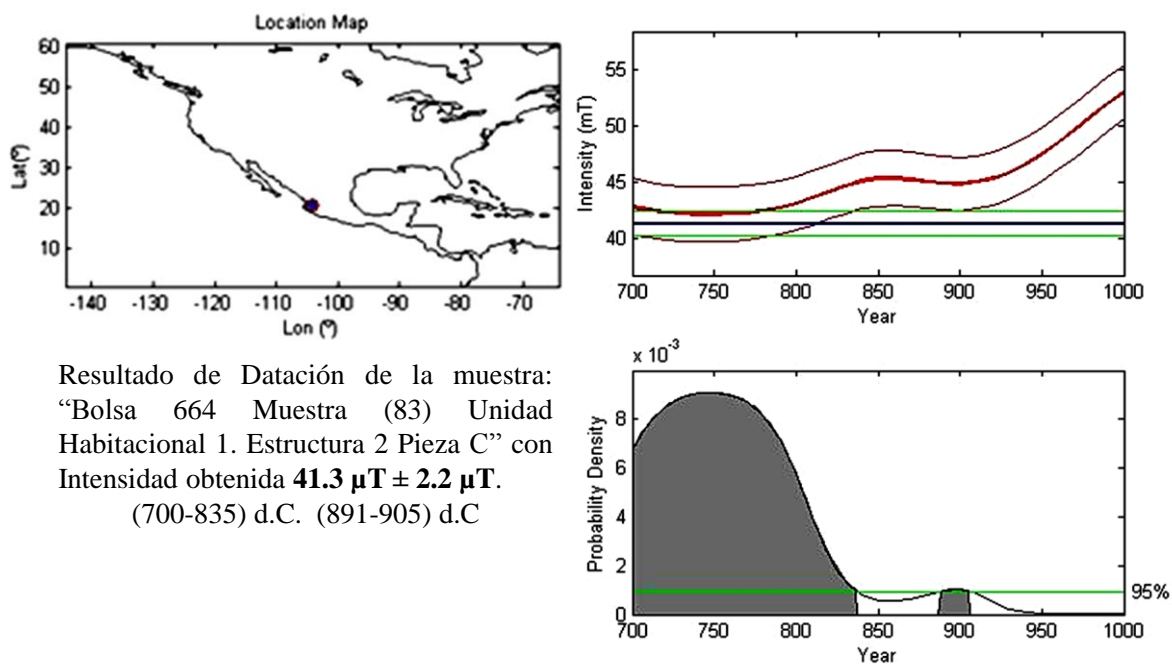 Location Map
60
50
40
30
20
10
Lat(º)
-140 -130 -120 -110 -100 -90 -80 -70
Lon (º)
55
50
45
40
Intensity (mT)
700 750 800 850 900 950 1000
Year
Resultado de Datación de la muestra:
“Bolsa 664 Muestra (83) Unidad
Habitacional 1. Estructura 2 Pieza C” con
Intensidad obtenida 41.3 µT ± 2.2 µT.
(700-835) d.C. (891-905) d.C
x 10-3
8
6
4
2
0
Probability Density
95%
700 750 800 850 900 950 1000
Year